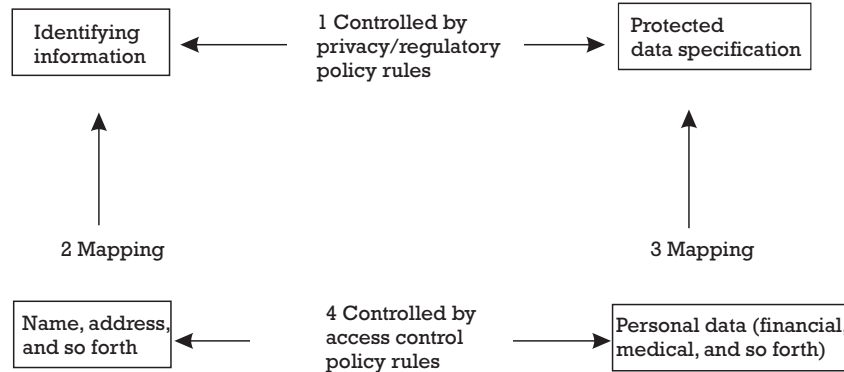 Identifying
information
1 Controlled by
privacy/regulatory
policy rules
Protected
data specification
2 Mapping
3 Mapping
Name, address,
and so forth
4 Controlled by
access control
policy rules
Personal data (financial,
medical, and so forth)